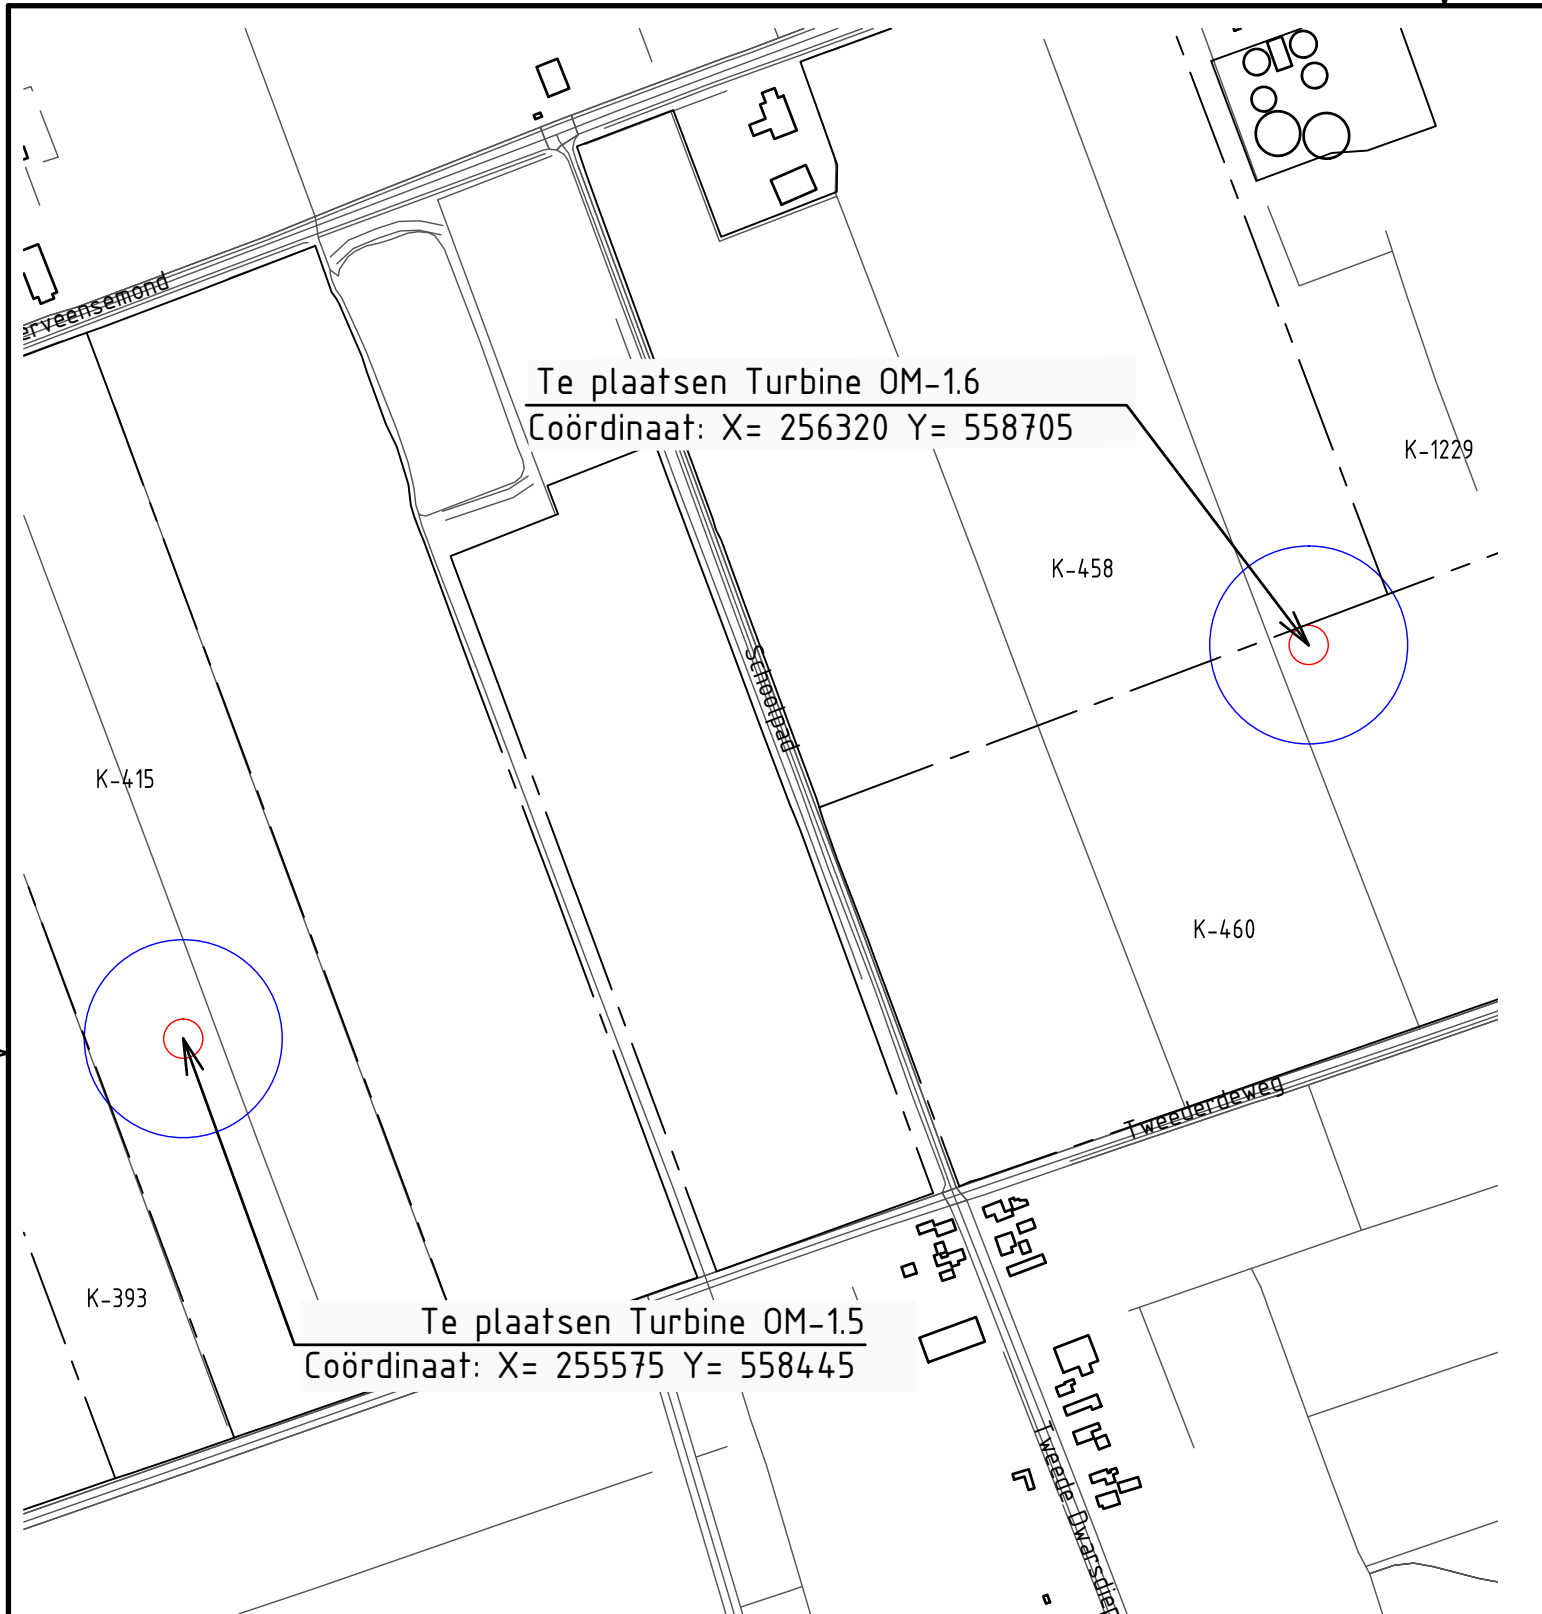 erveensemond
Te plaatsen Turbine OM-1.6
Coördinaat: X= 256320 Y= 558705
K-1229
K-458
Schoolpad
K-415
K-460
Tweederdeweg
K-393
Te plaatsen Turbine OM-1.5
Coördinaat: X= 255575 Y= 558445
Tweede Dwarsdiep